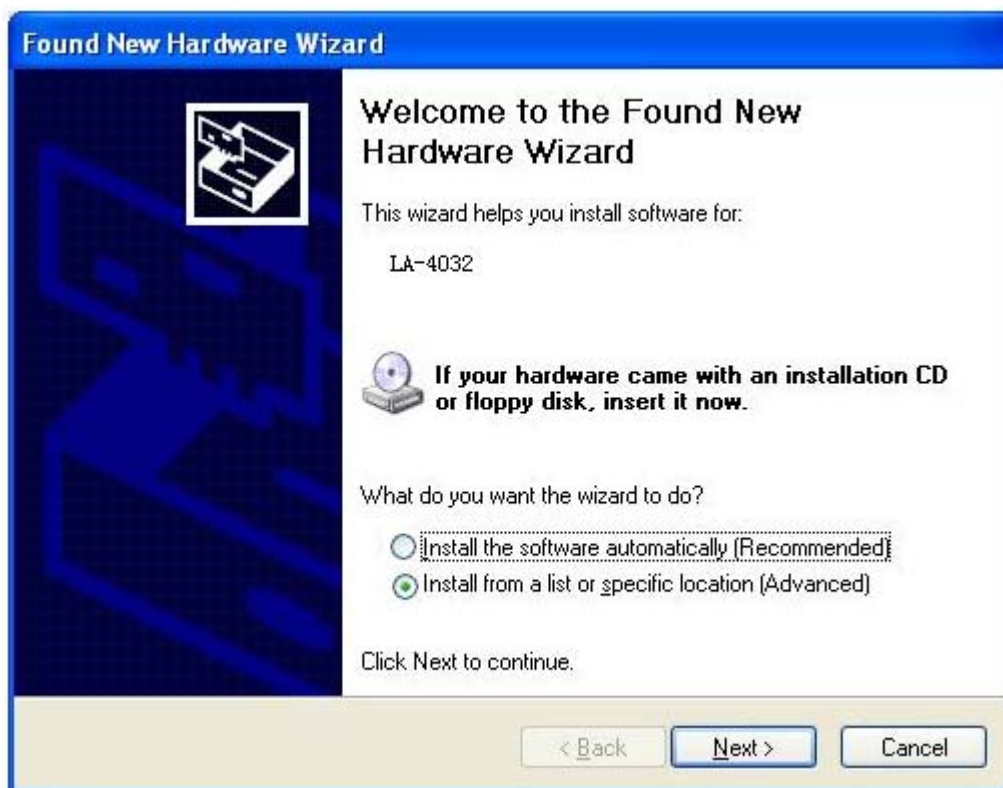 Found New Hardware Wizard
Welcome to the Found New
Hardware Wizard
This wizard helps you install software for:
LA-4032
If your hardware came with an installation CD
or floppy disk, insert it now.
What do you want the wizard to do?
Install the software automatically (Recommended)
Install from a list or specific location (Advanced)
Click Next to continue.
< Back
Next >
Cancel